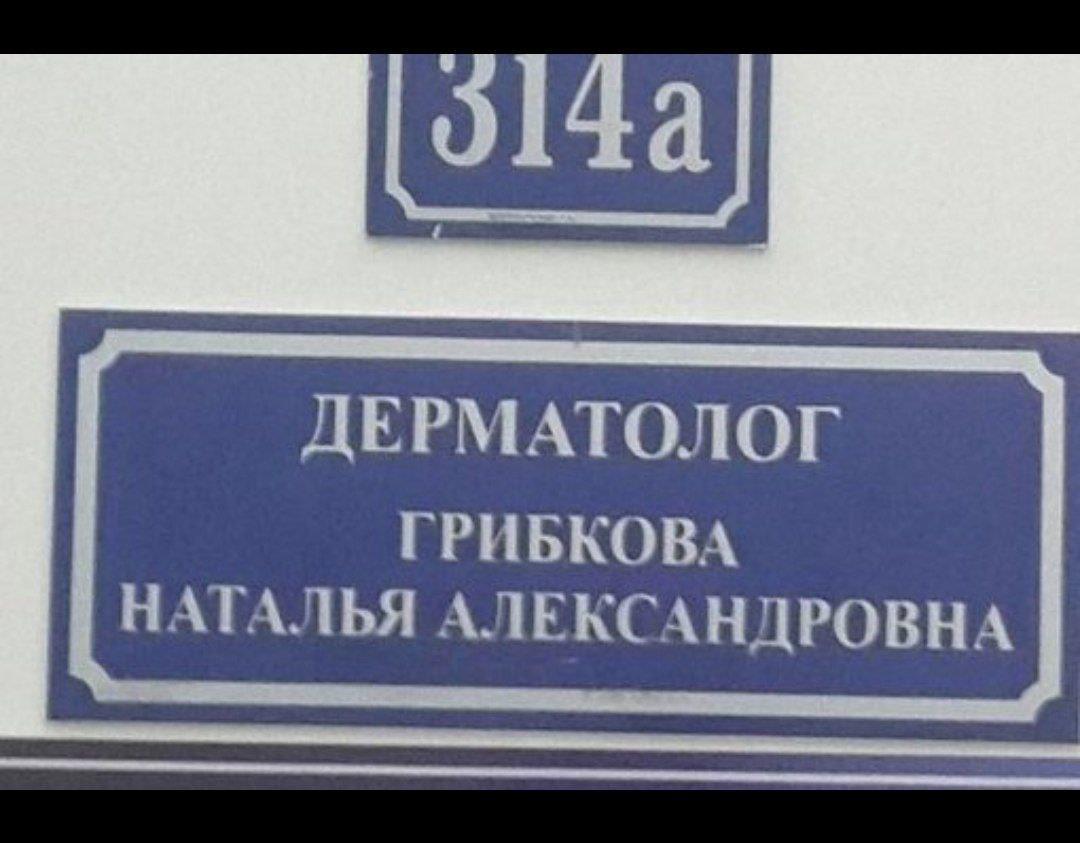 314а
ДЕРМАТОЛОГ
ГРИБКОВА
НАТАЛЬЯ АЛЕКСАНДРОВНА